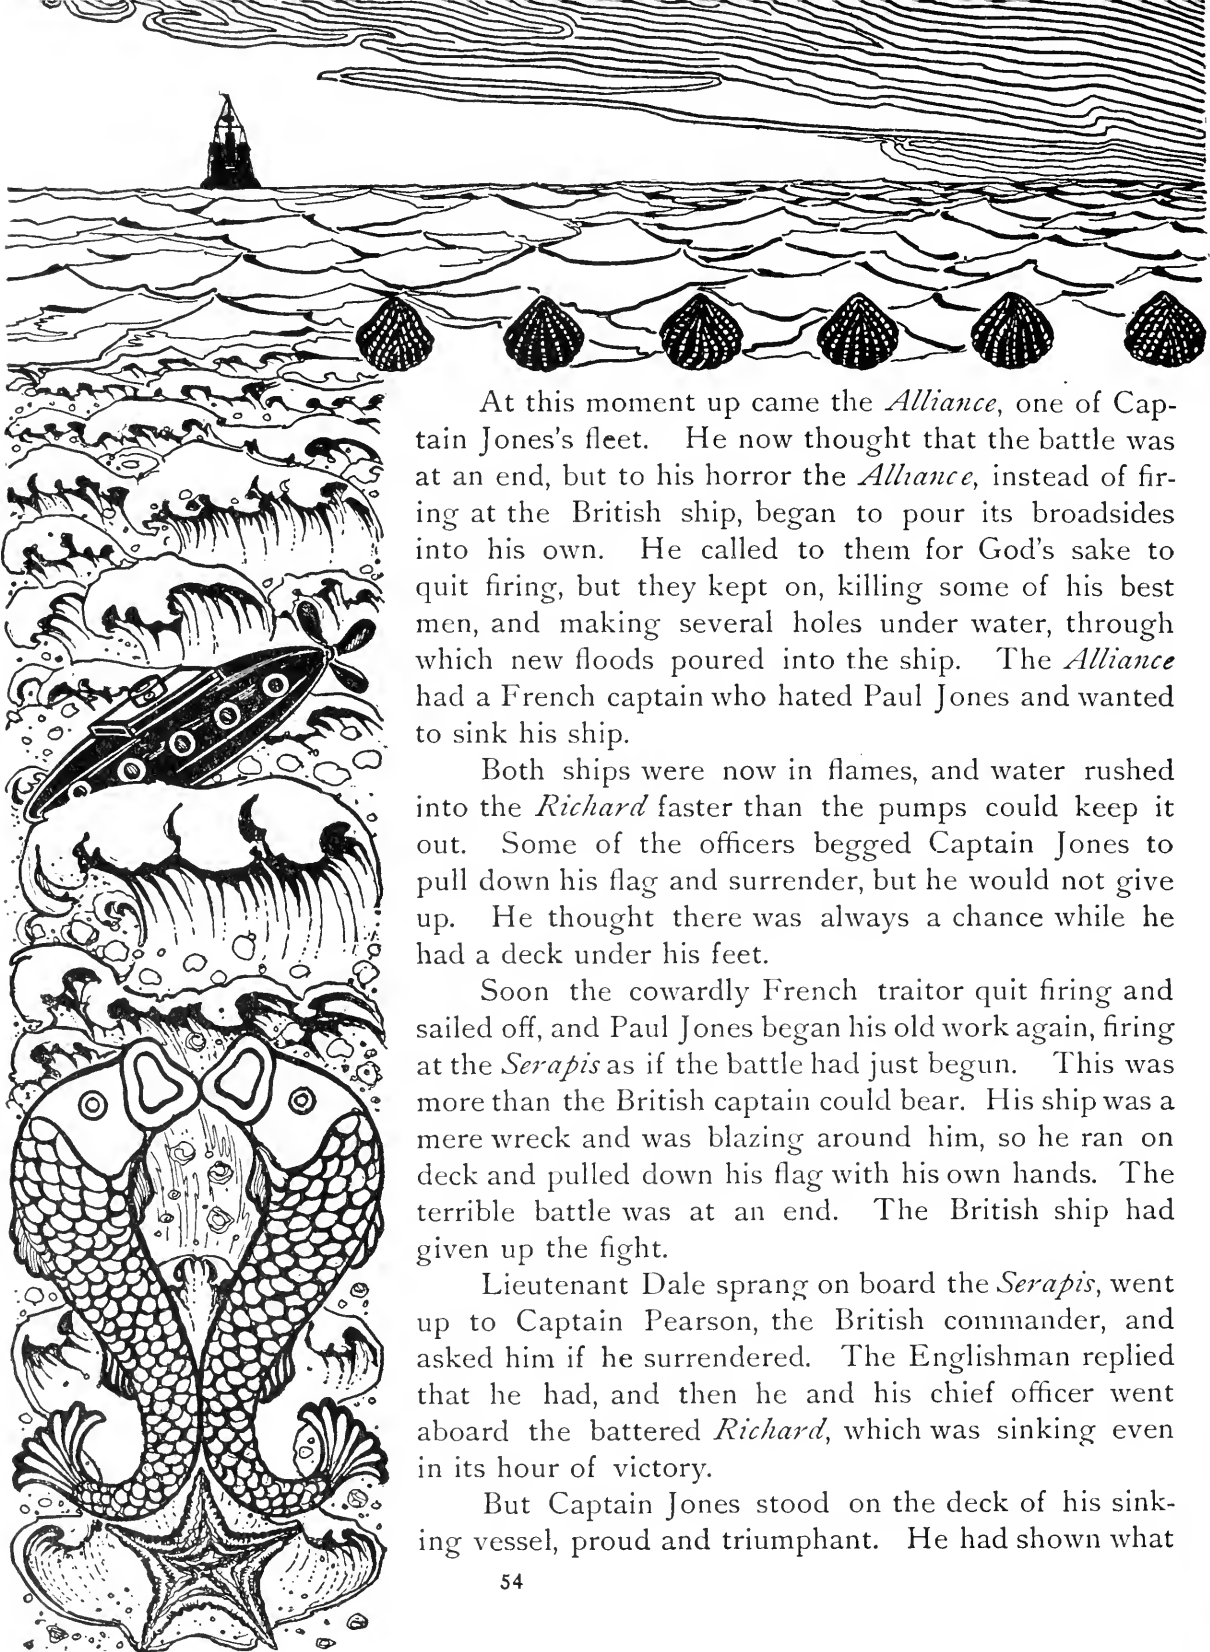 At this moment up came the Alliance, one of Cap-
tain Jones's fleet. He now thought that the battle was
at an end, but to his horror the Alliance, instead of fir-
ing at the British ship, began to pour its broadsides
into his own. He called to them for God's sake to
quit firing, but they kept on, killing some of his best
men, and making several holes under water, through
which new floods poured into the ship. The Alliance
had a French captain who hated Paul Jones and wanted
to sink his ship.
Both ships were now in flames, and water rushed
into the Richard faster than the pumps could keep it
out. Some of the officers begged Captain Jones to
pull down his flag and surrender, but he would not give
up. He thought there was always a chance while he
had a deck under his feet.
Soon the cowardly French traitor quit firing and
sailed off, and Paul Jones began his old work again, firing
at the Serapis as if the battle had just begun. This was
more than the British captain could bear. His ship was a
mere wreck and was blazing around him, so he ran on
deck and pulled down his flag with his own hands. The
terrible battle was at an end. The British ship had
given up the fight.
Lieutenant Dale sprang on board the Serapis, went
up to Captain Pearson, the British commander, and
asked him if he surrendered. The Englishman replied
that he had, and then he and his chief officer went
aboard the battered Richard, which was sinking even
in its hour of victory.
But Captain Jones stood on the deck of his sink-
ing vessel, proud and triumphant. He had shown what
54